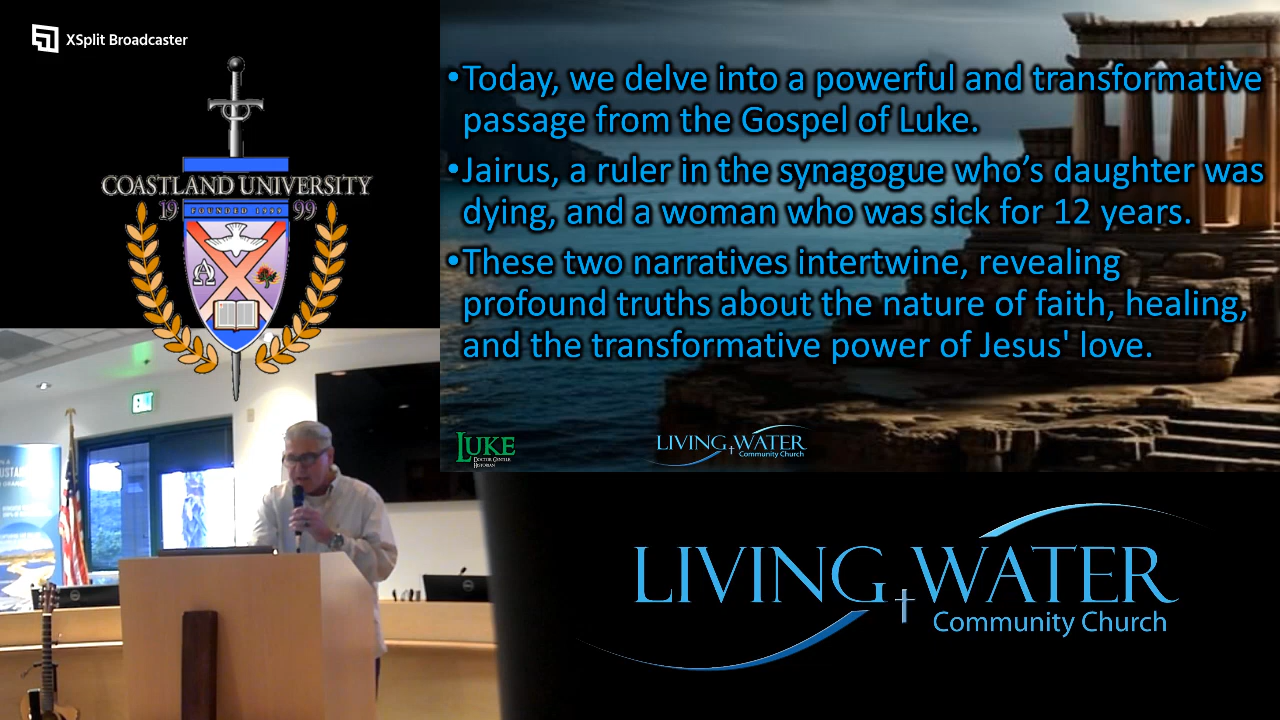 XSplit Broadcaster
COASTLAND UNIVERSITY
19 FOUNDED 1999 99
•Today, we delve into a powerful and transformative
passage from the Gospel of Luke.
•Jairus, a ruler in the synagogue who's daughter was
dying, and a woman who was sick for 12 years.
•These two narratives intertwine, revealing
profound truths about the nature of faith, healing,
and the transformative power of Jesus' love.
LUKE
LIVING WATER
Community Church
LIVING WATER
Community Church